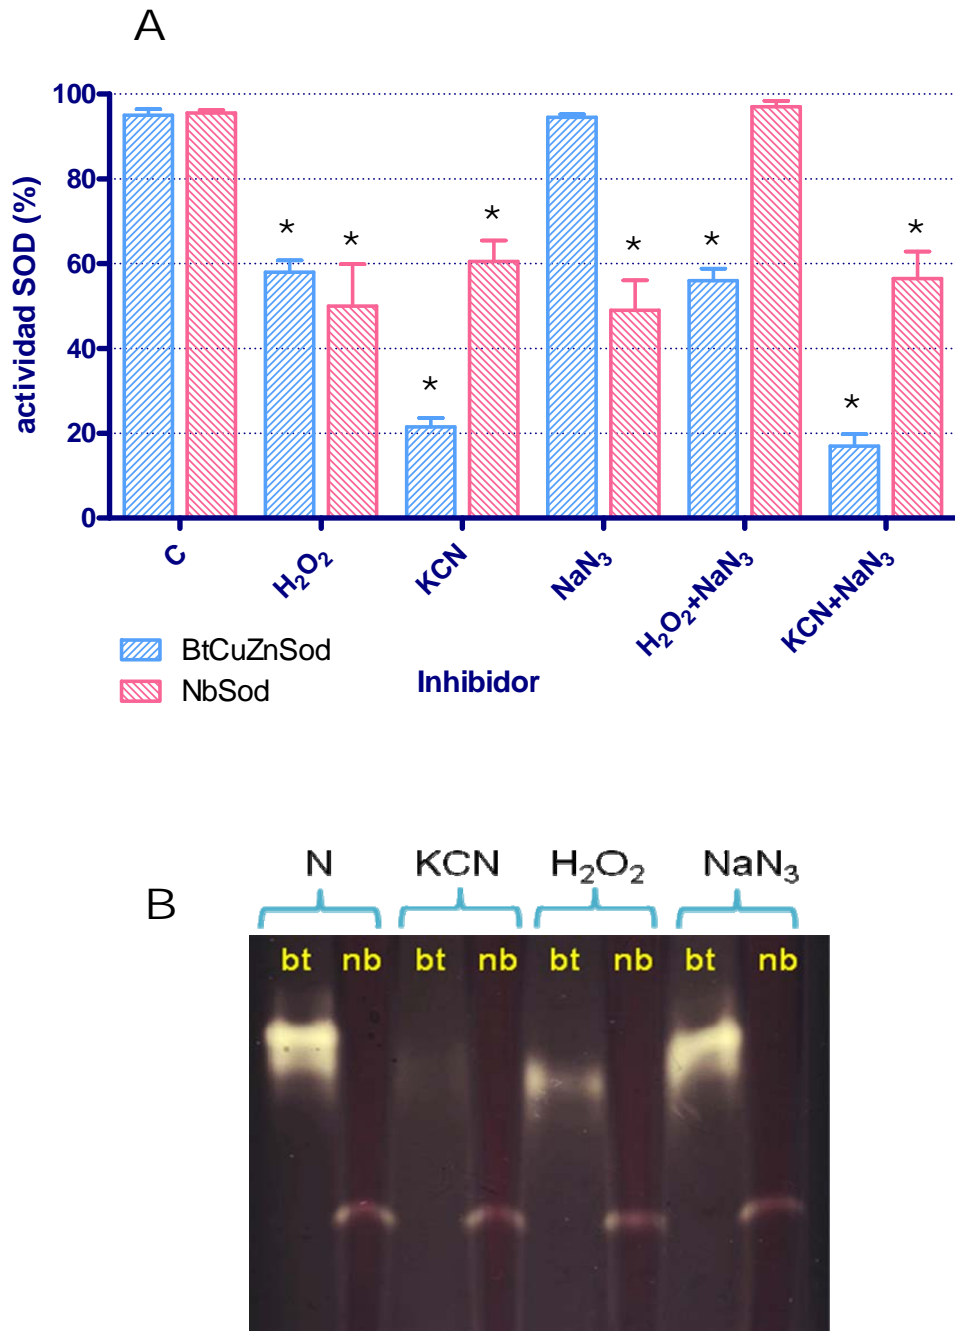 A
100
80
60
40
20
0
actividad SOD (%)
* * * * * * * * *
C H₂O₂ KCN NaN₃ H₂O₂+NaN₃ KCN+NaN₃
BtCuZnSod
NbSod
Inhibidor
B
N KCN H₂O₂ NaN₃
bt nb bt nb bt nb bt nb